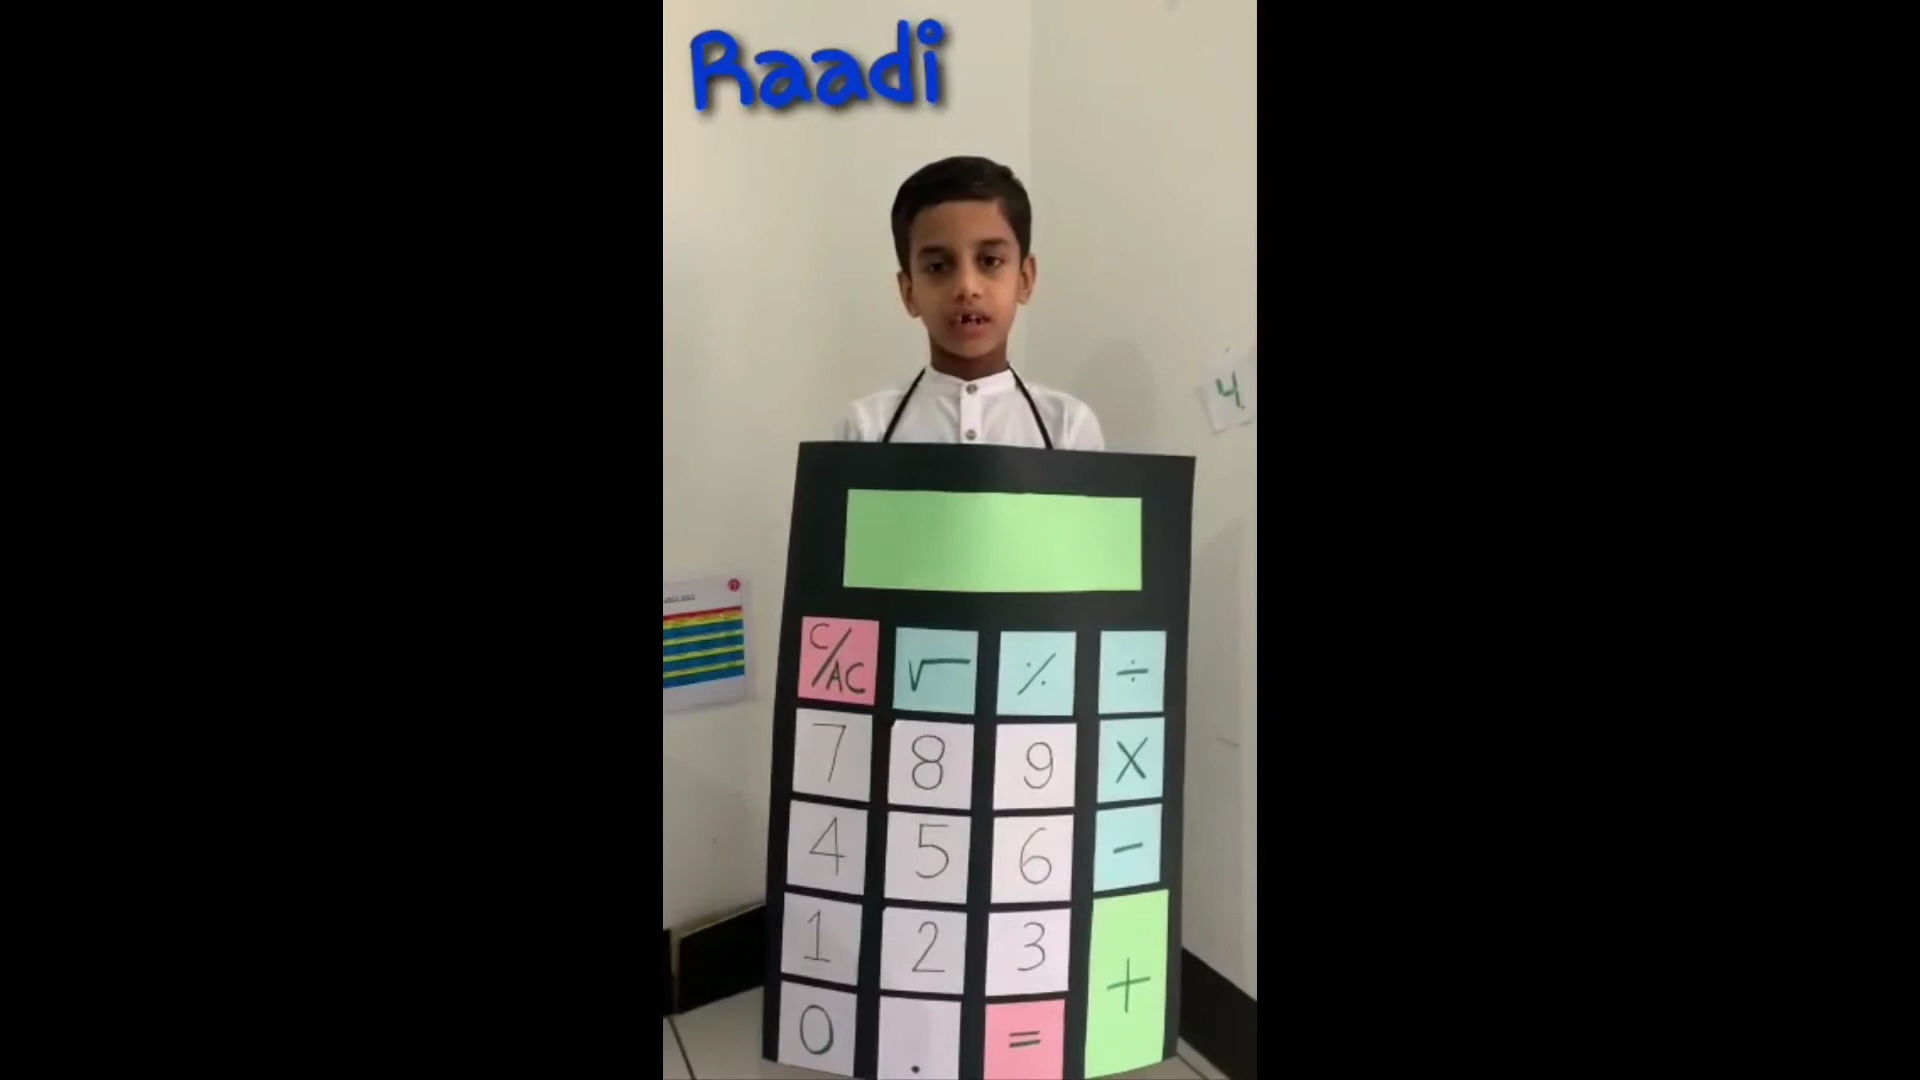 Raadi
4
C/AC √ ٪ ÷
7 8 9 X
4 5 6 −
1 2 3 +
0 . =